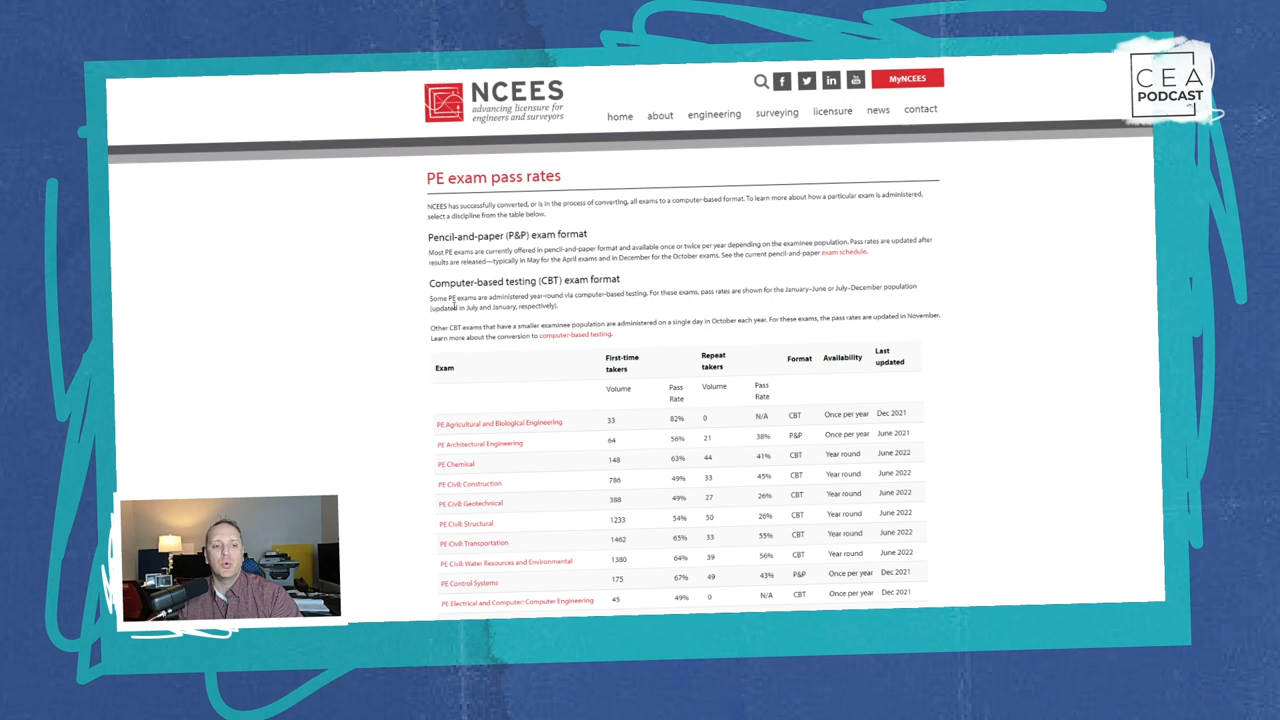 CEA
PODCAST
NCEES
advancing licensure for
engineers and surveyors
MyNCEES
home about engineering surveying licensure news contact
PE exam pass rates
NCEES has successfully converted, or is in the process of converting, all exams to a computer-based format. To learn more about how a particular exam is administered,
select a discipline from the table below.
Pencil-and-paper (P&P) exam format
Most PE exams are currently offered in pencil-and-paper format and available once or twice per year depending on the examinee population. Pass rates are updated after
results are released—typically in May for the April exams and in December for the October exams. See the current pencil-and-paper exam schedule.
Computer-based testing (CBT) exam format
Some PE exams are administered year-round via computer-based testing. For these exams, pass rates are shown for the January–June or July–December population
(updated in July and January, respectively).
Other CBT exams that have a smaller examinee population are administered on a single day in October each year. For these exams, the pass rates are updated in November.
Learn more about the conversion to computer-based testing.
Exam First-time takers Repeat takers Format Availability Last updated
Volume Pass Rate Volume Pass Rate
PE Agricultural and Biological Engineering 33 82% 0 N/A CBT Once per year Dec 2021
PE Architectural Engineering 64 56% 21 38% P&P Once per year June 2021
PE Chemical 148 63% 44 41% CBT Year round June 2022
PE Civil: Construction 786 49% 33 45% CBT Year round June 2022
PE Civil: Geotechnical 388 49% 27 26% CBT Year round June 2022
PE Civil: Structural 1233 54% 50 26% CBT Year round June 2022
PE Civil: Transportation 1462 65% 33 55% CBT Year round June 2022
PE Civil: Water Resources and Environmental 1380 64% 39 56% CBT Year round June 2022
PE Control Systems 175 67% 49 43% P&P Once per year Dec 2021
PE Electrical and Computer: Computer Engineering 45 49% 0 N/A CBT Once per year Dec 2021